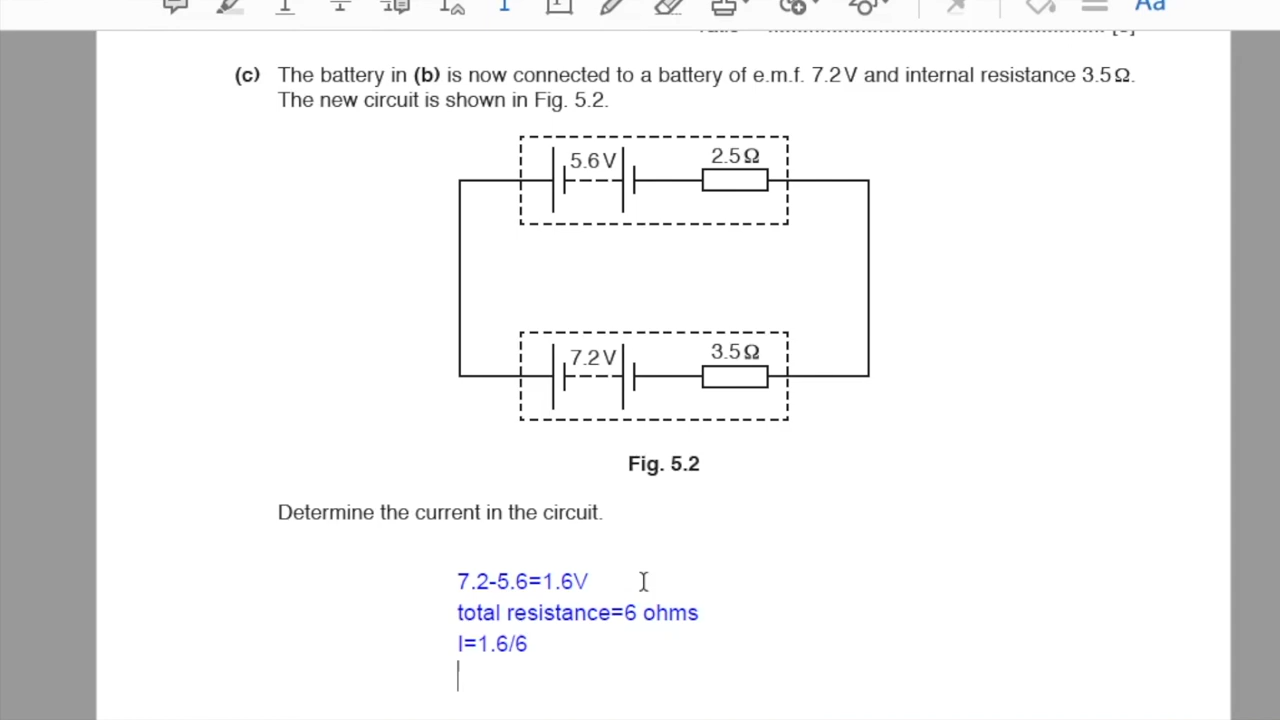 Aa
(c) The battery in (b) is now connected to a battery of e.m.f. 7.2 V and internal resistance 3.5 Ω.
The new circuit is shown in Fig. 5.2.
5.6 V
2.5 Ω
7.2 V
3.5 Ω
Fig. 5.2
Determine the current in the circuit.
7.2-5.6=1.6V
total resistance=6 ohms
I=1.6/6